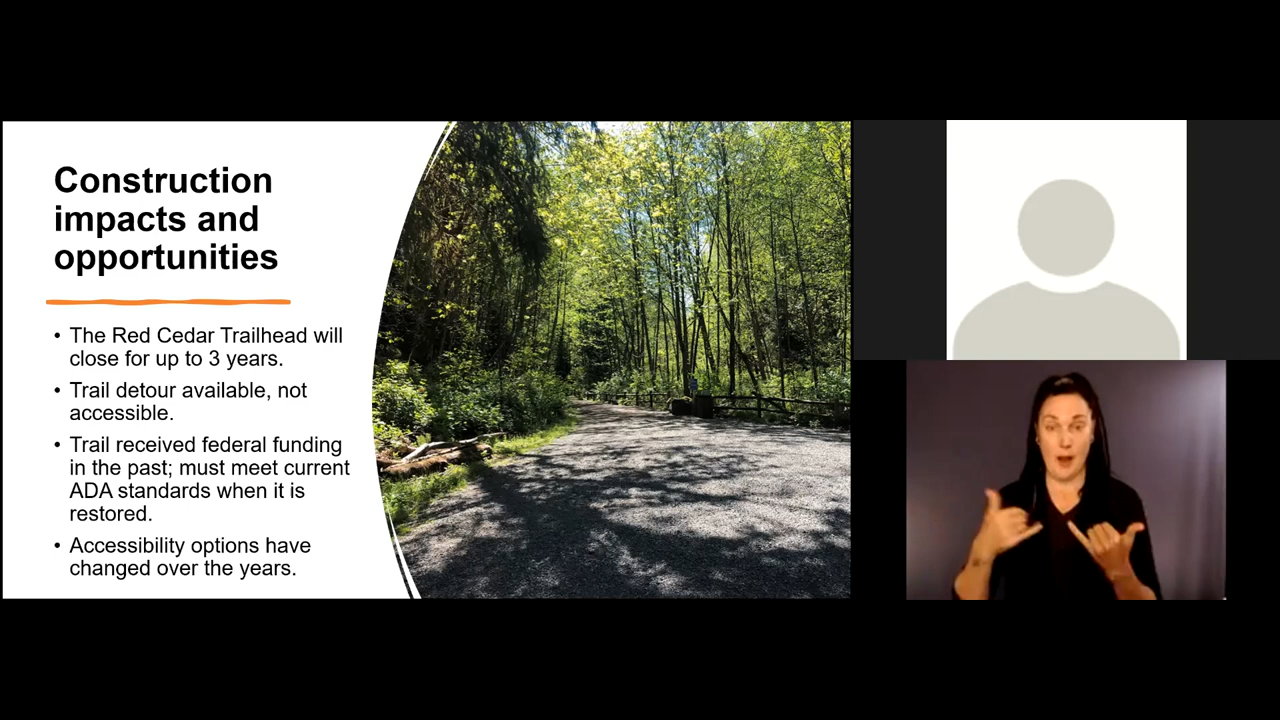 Construction
impacts and
opportunities
• The Red Cedar Trailhead will
close for up to 3 years.
• Trail detour available, not
accessible.
• Trail received federal funding
in the past; must meet current
ADA standards when it is
restored.
• Accessibility options have
changed over the years.